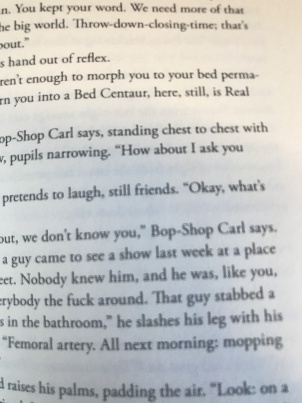 n. You kept your word. We need more of that
he big world. Throw-down-closing-time; that's
bout."
s hand out of reflex.
ren't enough to morph you to your bed perma-
rn you into a Bed Centaur, here, still, is Real
op-Shop Carl says, standing chest to chest with
, pupils narrowing. "How about I ask you
pretends to laugh, still friends. "Okay, what's
out, we don't know you," Bop-Shop Carl says.
a guy came to see a show last week at a place
eet. Nobody knew him, and he was, like you,
erybody the fuck around. That guy stabbed a
s in the bathroom," he slashes his leg with his
"Femoral artery. All next morning: mopping
d raises his palms, padding the air. "Look: on a